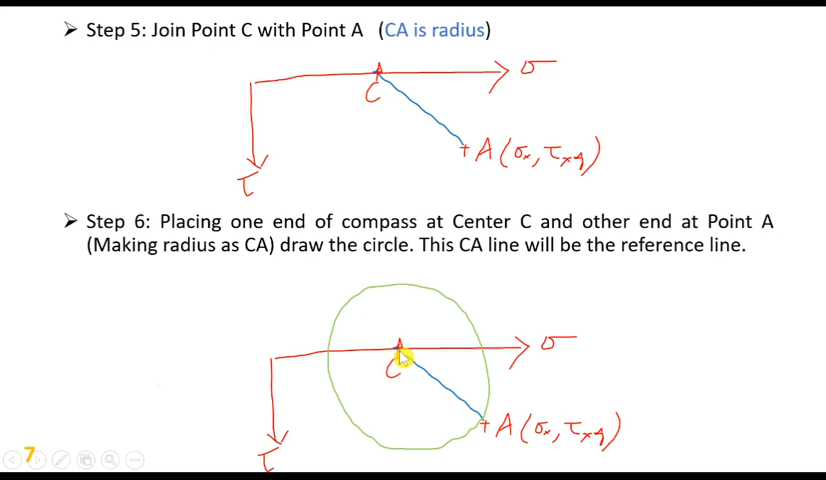 ➤ Step 5: Join Point C with Point A (CA is radius)
σ
C
A (σx, τxy)
τ
➤ Step 6: Placing one end of compass at Center C and other end at Point A
(Making radius as CA) draw the circle. This CA line will be the reference line.
σ
C
A (σx, τxy)
τ
7